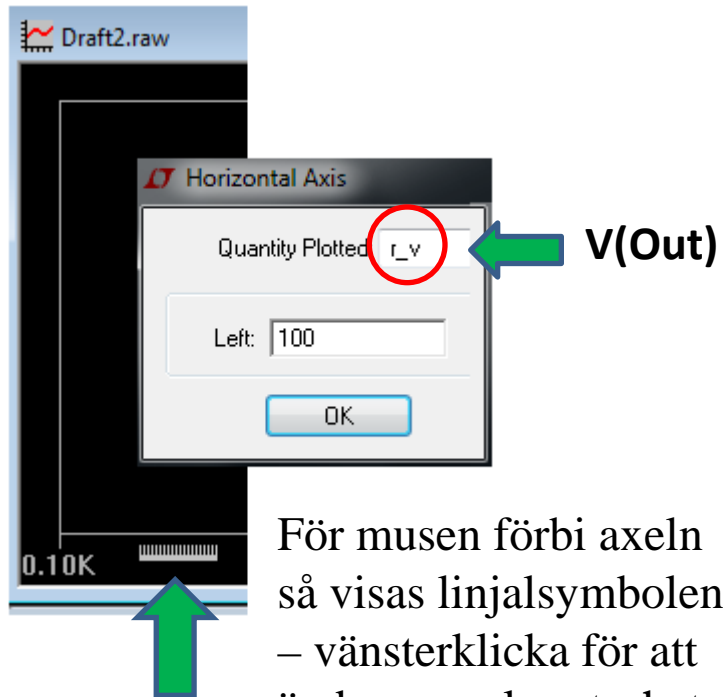 Draft2.raw
Horizontal Axis
Quantity Plotted r_v
V(Out)
Left: 100
OK
0.10K
För musen förbi axeln
så visas linjalsymbolen
– vänsterklicka för att